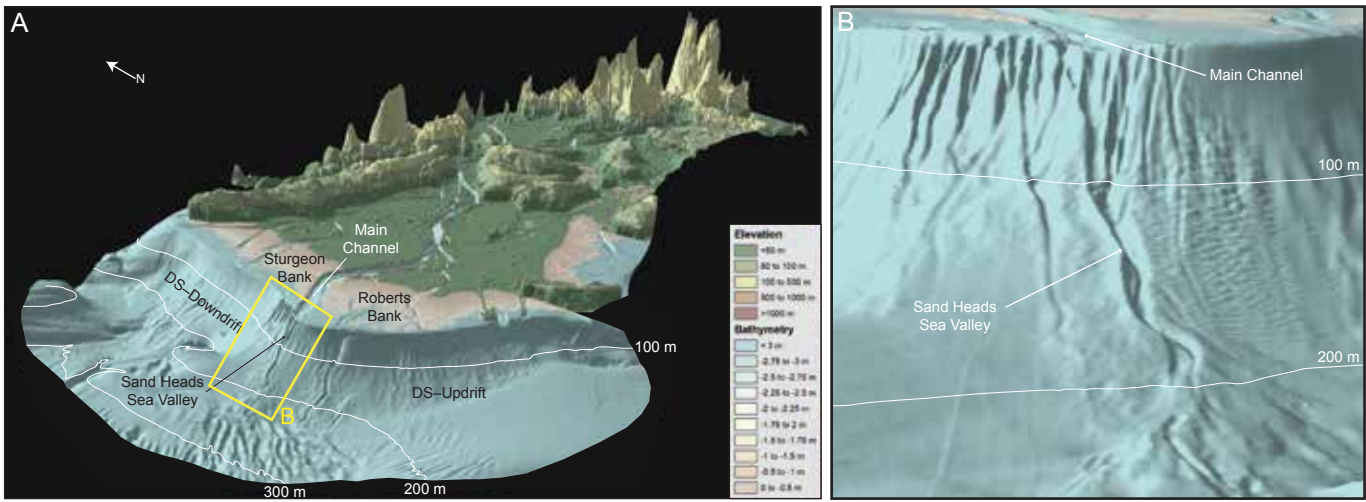 A
N
Main
Channel
Sturgeon
Bank
DS–Downdrift
Roberts
Bank
100 m
Sand Heads
Sea Valley
DS–Updrift
B
300 m
200 m
Elevation
50 to 100 m
100 to 500 m
500 to 1000 m
>1000 m
Bathymetry
-2.75 to -3 m
-2.5 to -2.75 m
-2.25 to -2.5 m
-2 to -2.25 m
-1.75 to 2 m
-1.5 to -1.75 m
-1 to -1.5 m
-0.5 to -1 m
0 to -0.5 m
B
Main Channel
100 m
Sand Heads
Sea Valley
200 m